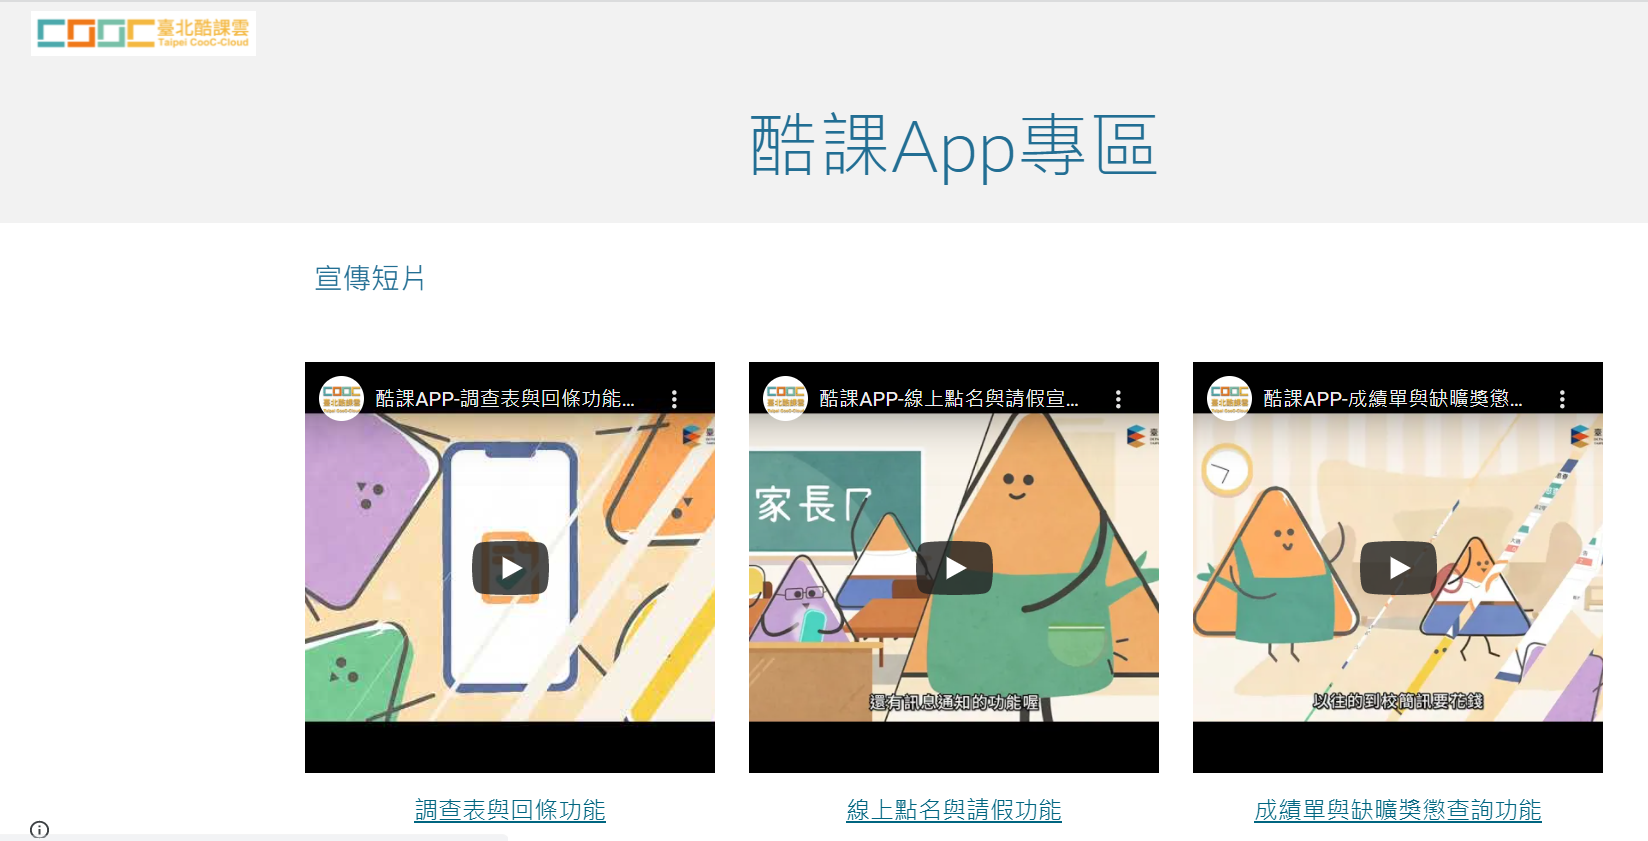 COOC 臺北酷課雲
Taipei CooC-Cloud
酷課App專區
宣傳短片
酷課APP-調查表與回條功能...
酷課APP-線上點名與請假宣...
酷課APP-成績單與缺曠獎懲...
家長
還有訊息通知的功能喔
以往的到校簡訊要花錢
調查表與回條功能
線上點名與請假功能
成績單與缺曠獎懲查詢功能